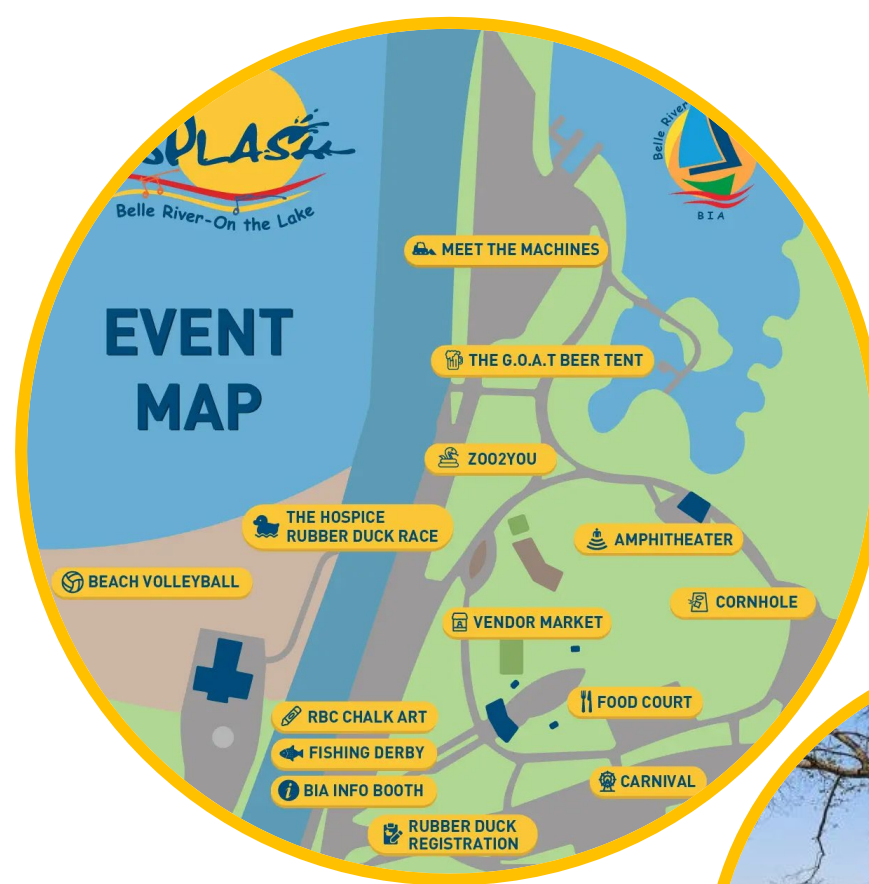 SPLASH
Belle River-On the Lake
Belle River
BIA
EVENT
MAP
MEET THE MACHINES
THE G.O.A.T BEER TENT
ZOO2YOU
THE HOSPICE
RUBBER DUCK RACE
AMPHITHEATER
BEACH VOLLEYBALL
CORNHOLE
VENDOR MARKET
FOOD COURT
RBC CHALK ART
FISHING DERBY
CARNIVAL
BIA INFO BOOTH
RUBBER DUCK
REGISTRATION